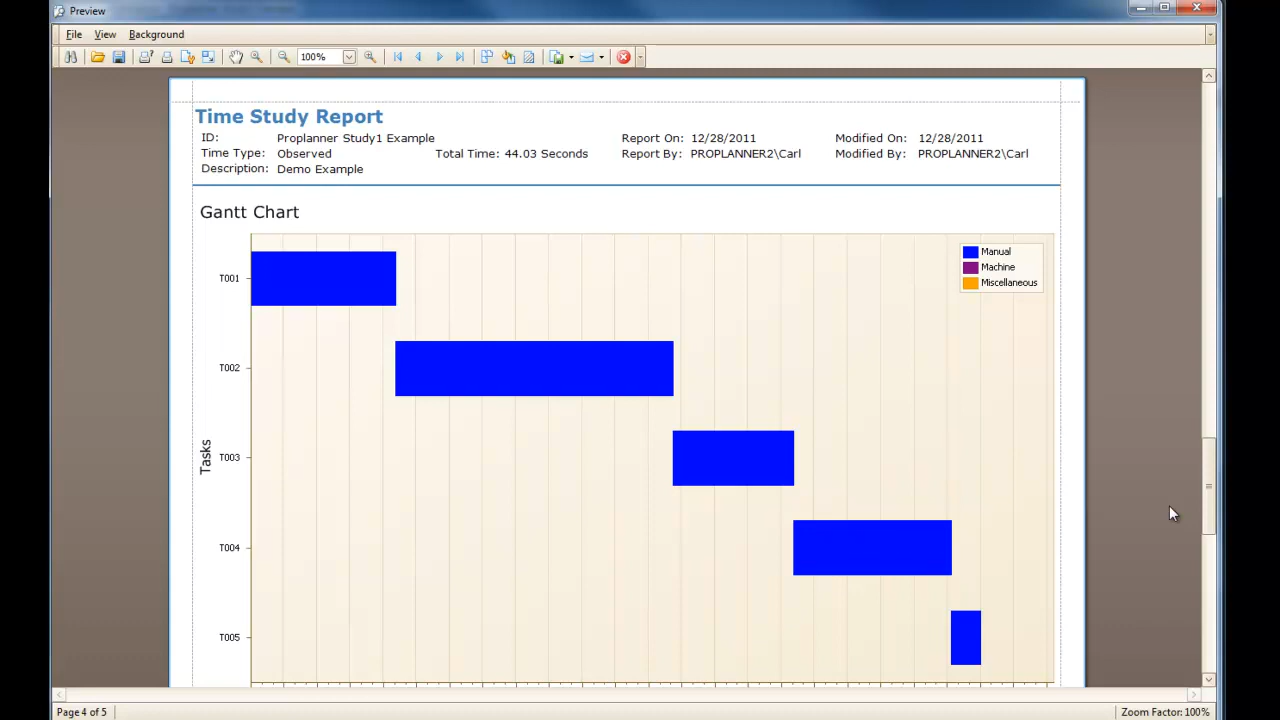 Preview
File View Background
100%
Time Study Report
ID: Proplanner Study1 Example Report On: 12/28/2011 Modified On: 12/28/2011
Time Type: Observed Total Time: 44.03 Seconds Report By: PROPLANNER2\Carl Modified By: PROPLANNER2\Carl
Description: Demo Example
Gantt Chart
Manual
Machine
Miscellaneous
T001
T002
T003
T004
T005
Tasks
Page 4 of 5 Zoom Factor: 100%